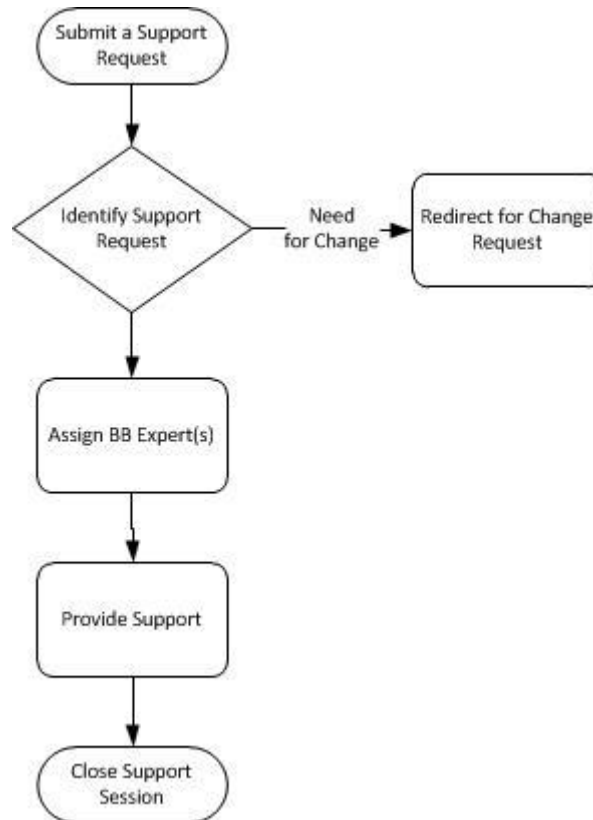 Submit a Support
Request
Identify Support
Request
Need
for Change
Redirect for Change
Request
Assign BB Expert(s)
Provide Support
Close Support
Session